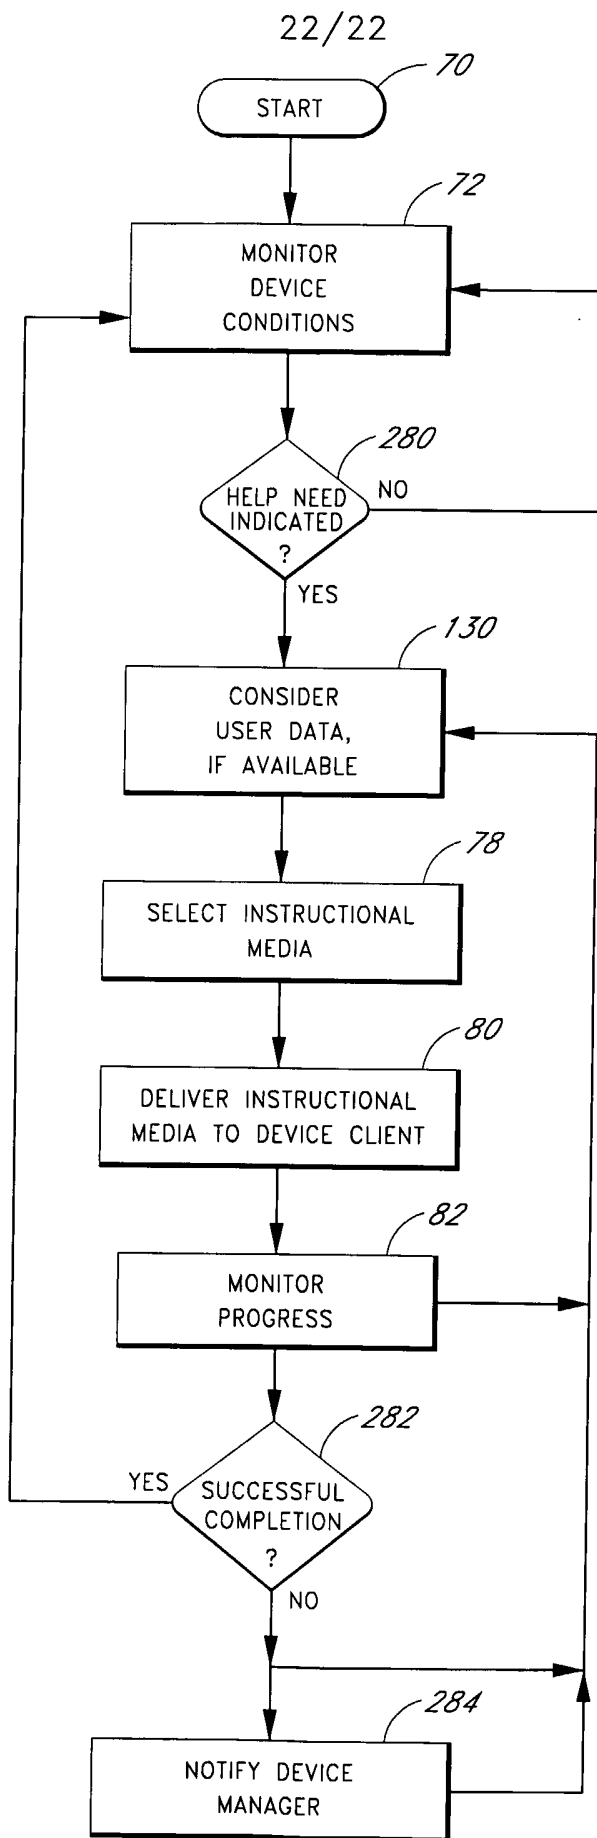 22/22
70
START
72
MONITOR
DEVICE
CONDITIONS
280
HELP NEED
INDICATED
?
NO
YES
130
CONSIDER
USER DATA,
IF AVAILABLE
78
SELECT INSTRUCTIONAL
MEDIA
80
DELIVER INSTRUCTIONAL
MEDIA TO DEVICE CLIENT
82
MONITOR
PROGRESS
282
YES
SUCCESSFUL
COMPLETION
?
NO
284
NOTIFY DEVICE
MANAGER